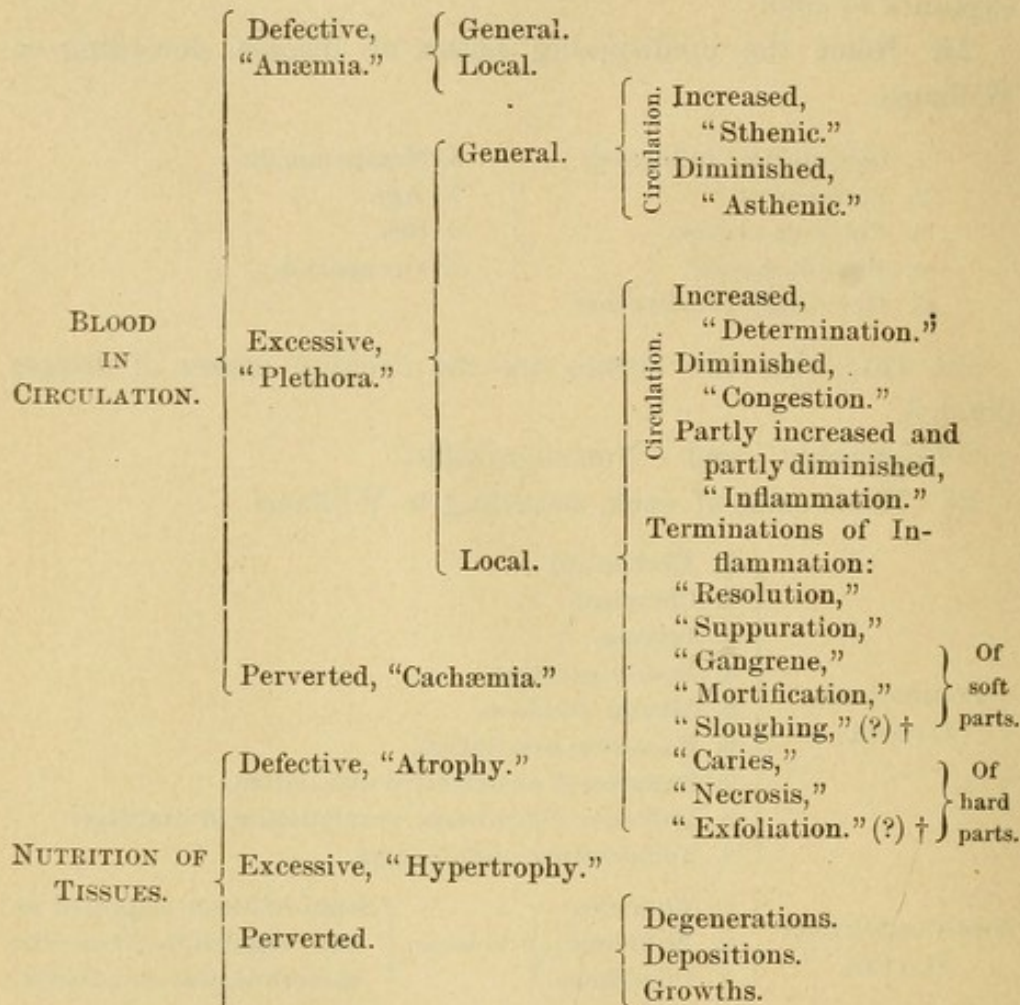 Defective,
“Anæmia.”
General.
Local.
BLOOD
IN
CIRCULATION.
Excessive,
“Plethora.”
General.
Circulation.
Increased,
“Sthenic.”
Diminished,
“Asthenic.”
Local.
Circulation.
Increased,
“Determination.”
Diminished,
“Congestion.”
Partly increased and
partly diminished,
“Inflammation.”
Terminations of In-
flammation:
“Resolution,”
“Suppuration,”
“Gangrene,”
“Mortification,”
“Sloughing,” (?) †
Of
soft
parts.
“Caries,”
“Necrosis,”
“Exfoliation.” (?) †
Of
hard
parts.
Perverted, “Cachæmia.”
NUTRITION OF
TISSUES.
Defective, “Atrophy.”
Excessive, “Hypertrophy.”
Perverted.
Degenerations.
Depositions.
Growths.